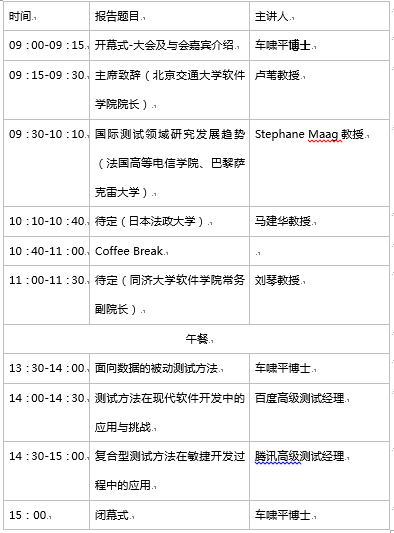 时间 报告题目 主讲人
09：00-09：15 开幕式-大会及与会嘉宾介绍 车啸平博士
09：15-09：30 主席致辞（北京交通大学软件 卢苇教授
学院院长）
09：30-10：10 国际测试领域研究发展趋势 Stephane Maag 教授
（法国高等电信学院、巴黎萨
克雷大学）
10：10-10：40 待定（日本法政大学） 马建华教授
10：40-11：00 Coffee Break
11：00-11：30 待定（同济大学软件学院常务 刘琴教授
副院长）
午餐
13：30-14：00 面向数据的被动测试方法 车啸平博士
14：00-14：30 测试方法在现代软件开发中的 百度高级测试经理
应用与挑战
14：30-15：00 复合型测试方法在敏捷开发过 腾讯高级测试经理
程中的应用
15：00 闭幕式 车啸平博士